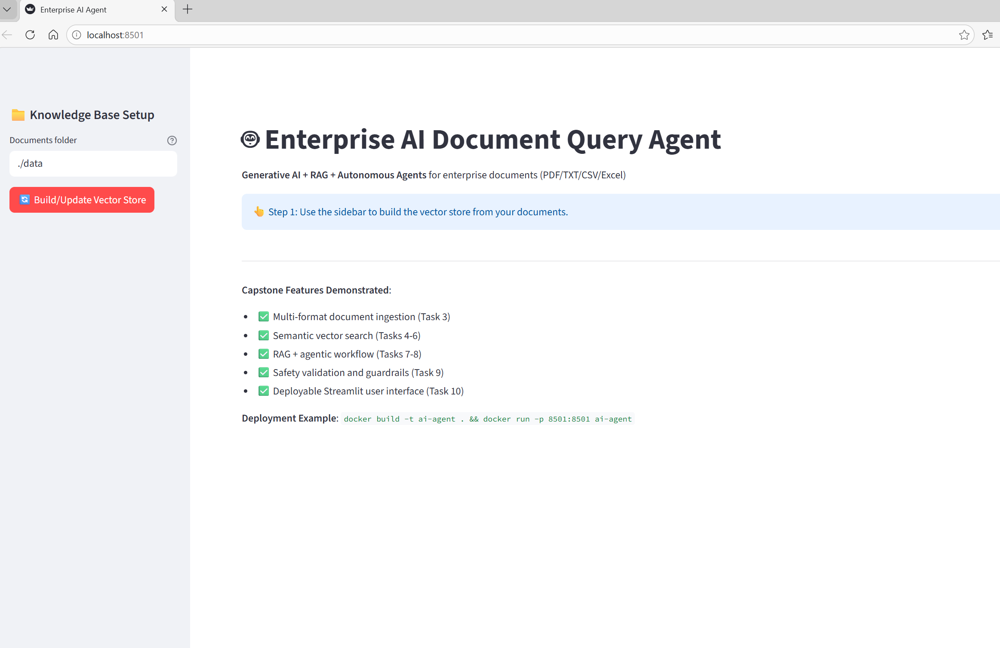 Enterprise AI Agent
localhost:8501
Knowledge Base Setup
Documents folder
./data
Build/Update Vector Store
Enterprise AI Document Query Agent
Generative AI + RAG + Autonomous Agents for enterprise documents (PDF/TXT/CSV/Excel)
Step 1: Use the sidebar to build the vector store from your documents.
Capstone Features Demonstrated:
Multi-format document ingestion (Task 3)
Semantic vector search (Tasks 4-6)
RAG + agentic workflow (Tasks 7-8)
Safety validation and guardrails (Task 9)
Deployable Streamlit user interface (Task 10)
Deployment Example: docker build -t ai-agent . && docker run -p 8501:8501 ai-agent